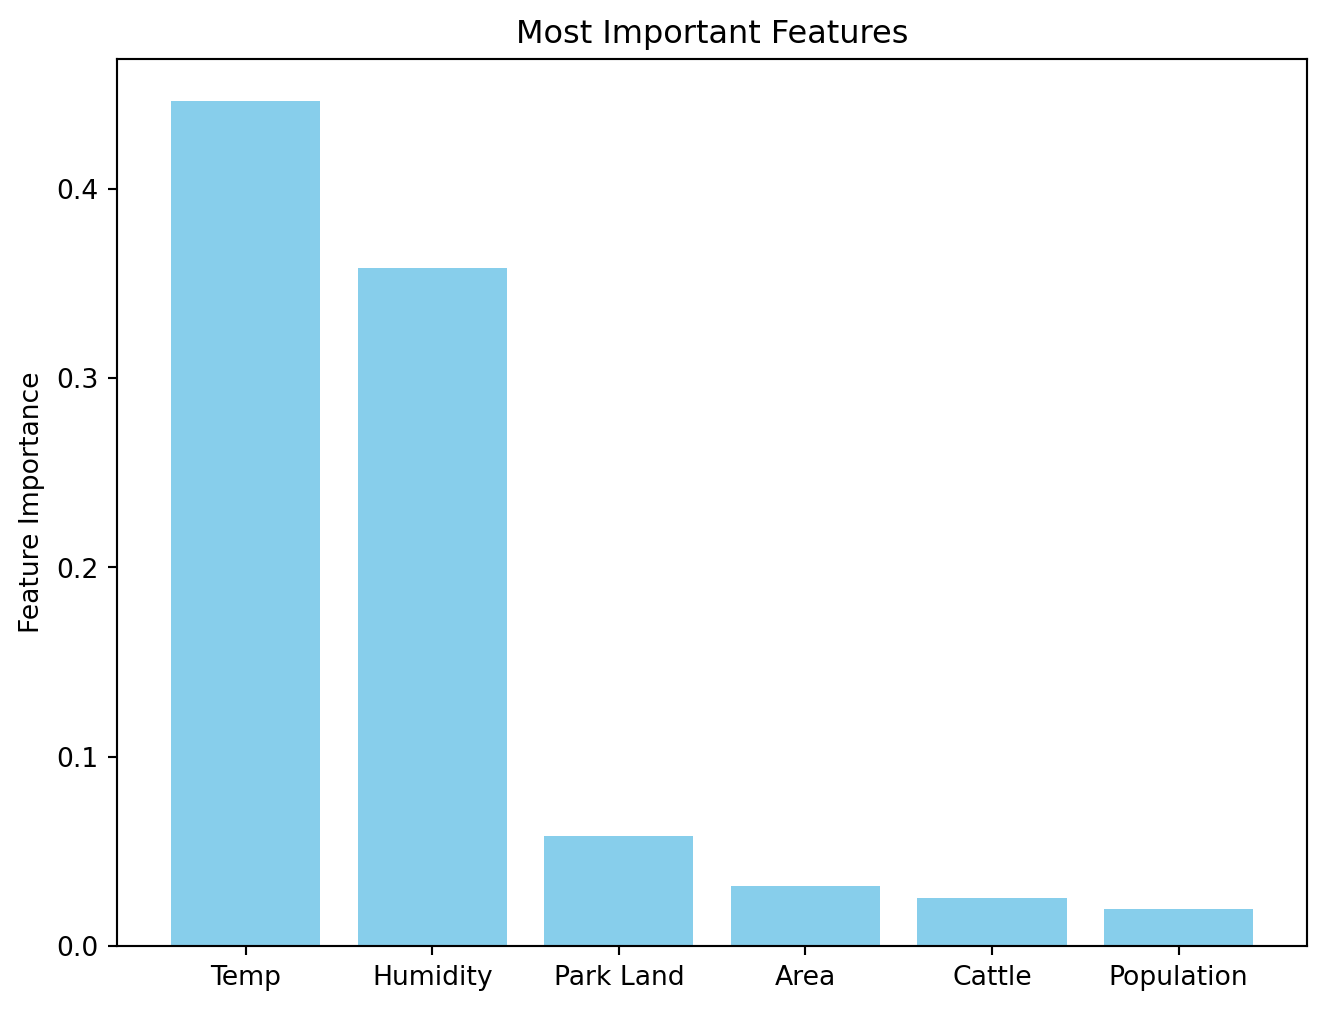 Most Important Features
Feature Importance
0.4
0.3
0.2
0.1
0.0
Temp
Humidity
Park Land
Area
Cattle
Population